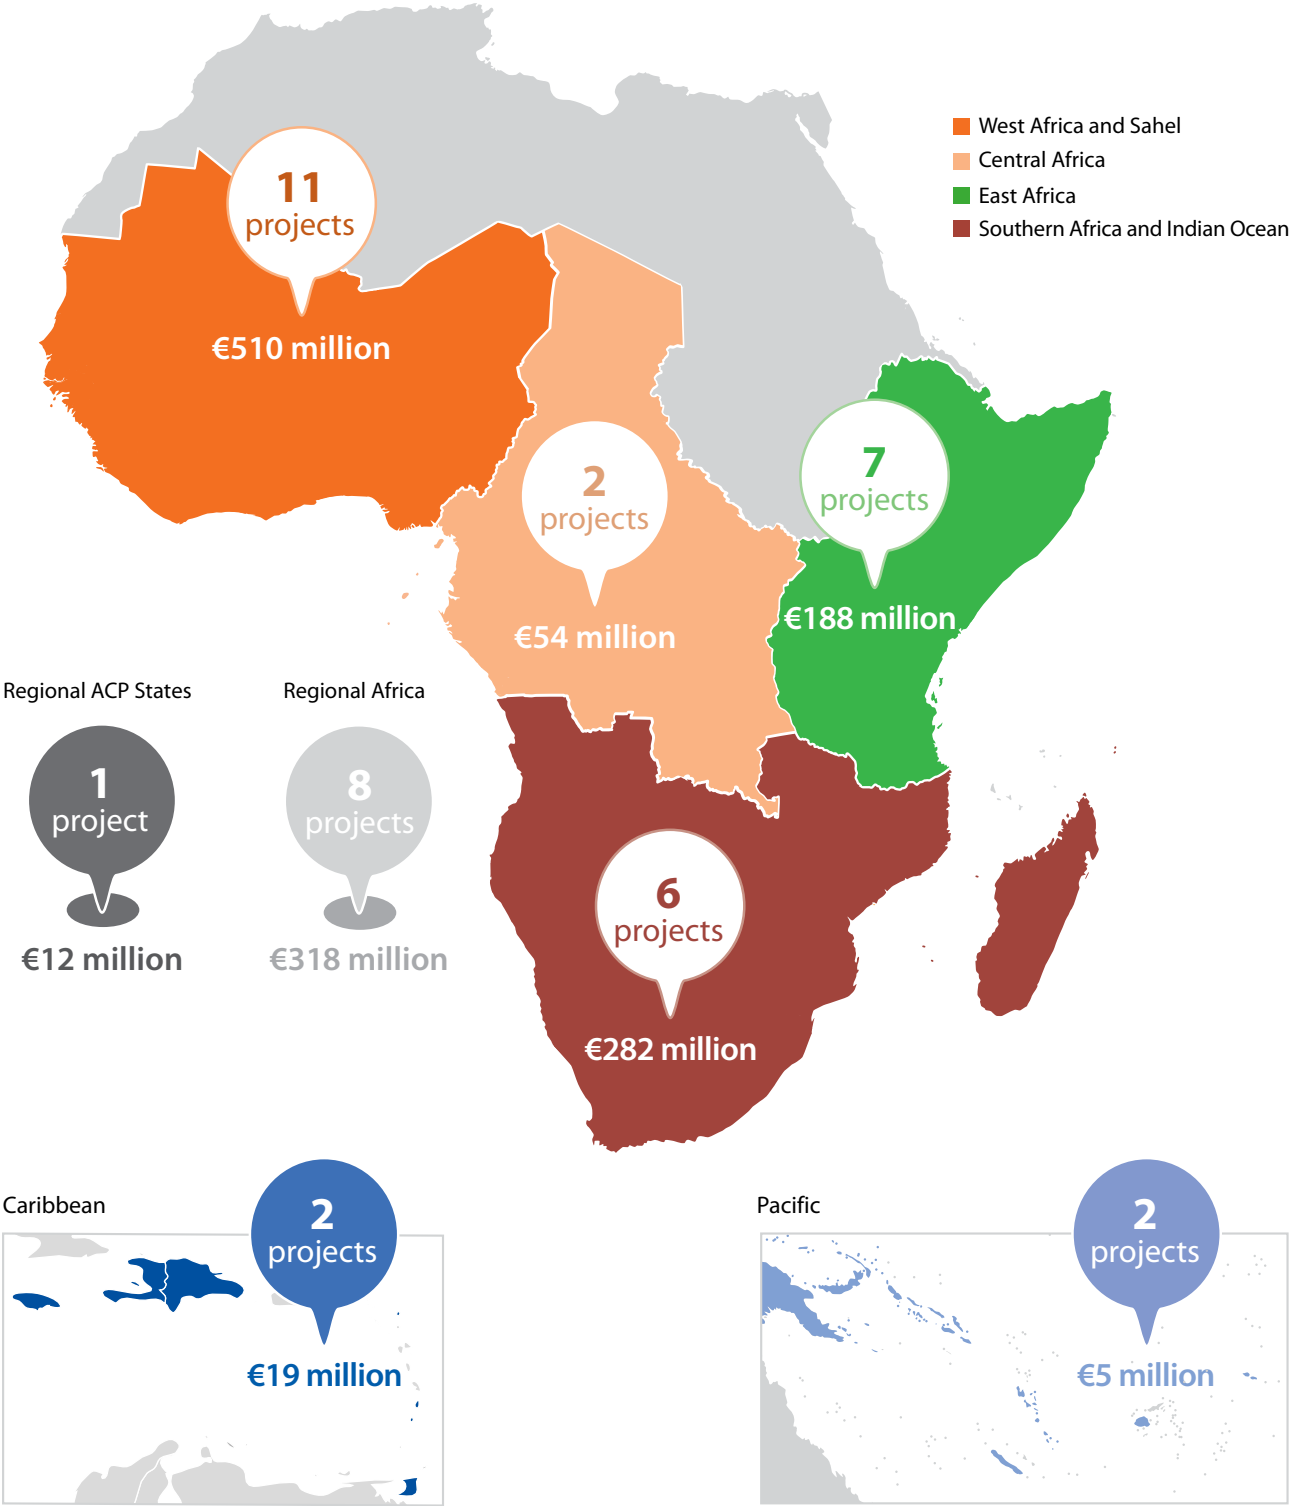 West Africa and Sahel
Central Africa
East Africa
Southern Africa and Indian Ocean
11
projects
€510 million
2
projects
€54 million
7
projects
€188 million
Regional ACP States
1
project
€12 million
Regional Africa
8
projects
€318 million
6
projects
€282 million
Caribbean
2
projects
€19 million
Pacific
2
projects
€5 million